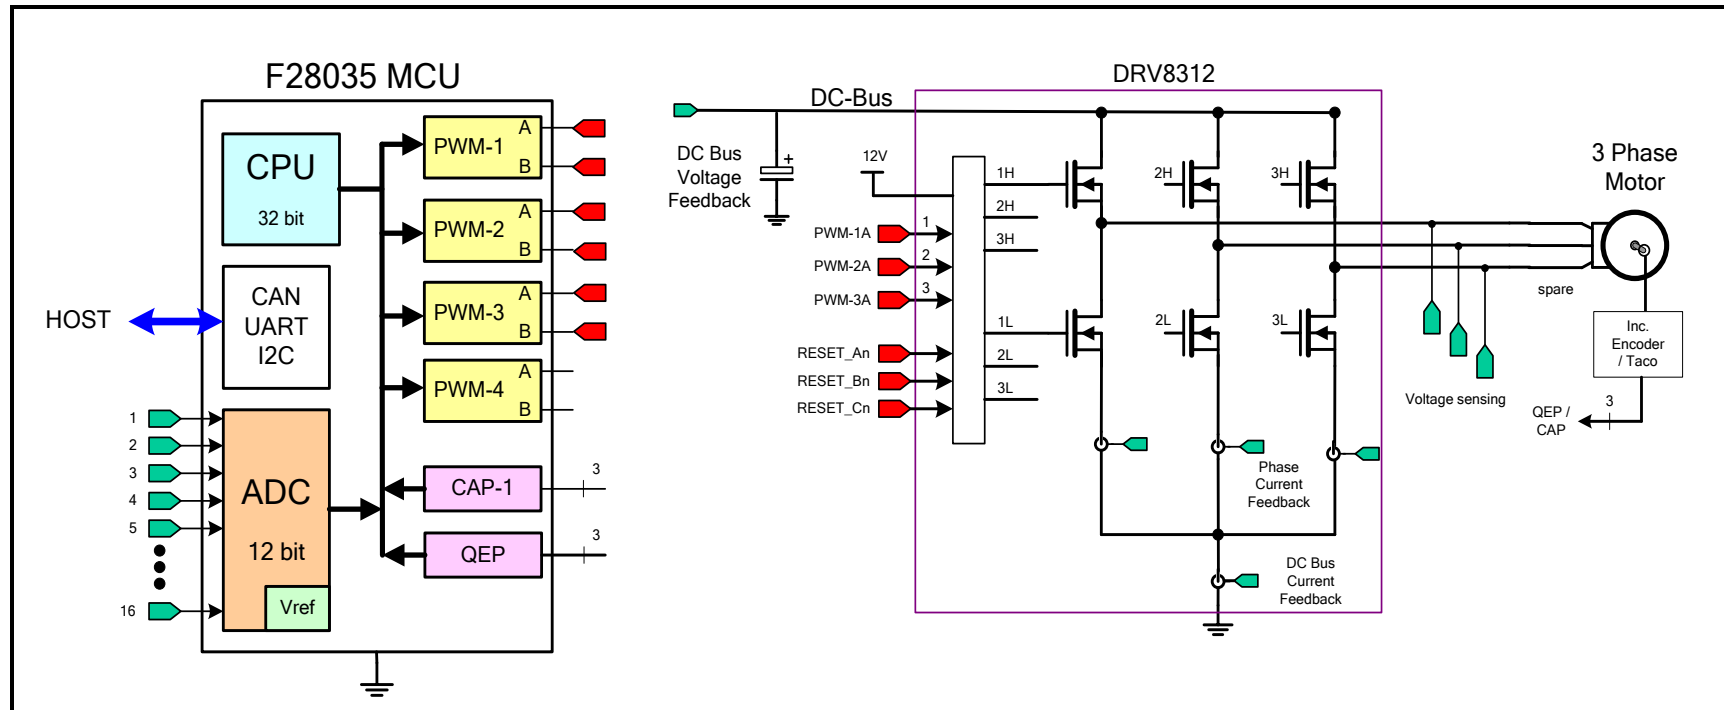 F28035 MCU
CPU
32 bit
CAN
UART
I2C
HOST
ADC
12 bit
Vref
1
2
3
4
5
16
PWM-1
A
B
PWM-2
A
B
PWM-3
A
B
PWM-4
A
B
CAP-1
3
QEP
3
DRV8312
DC-Bus
DC Bus
Voltage
Feedback
+
12V
PWM-1A
1
PWM-2A
2
PWM-3A
3
RESET_An
RESET_Bn
RESET_Cn
1H
2H
3H
1L
2L
3L
2H
3H
2L
3L
Phase
Current
Feedback
DC Bus
Current
Feedback
3 Phase
Motor
spare
Voltage sensing
Inc.
Encoder
/ Taco
3
QEP /
CAP